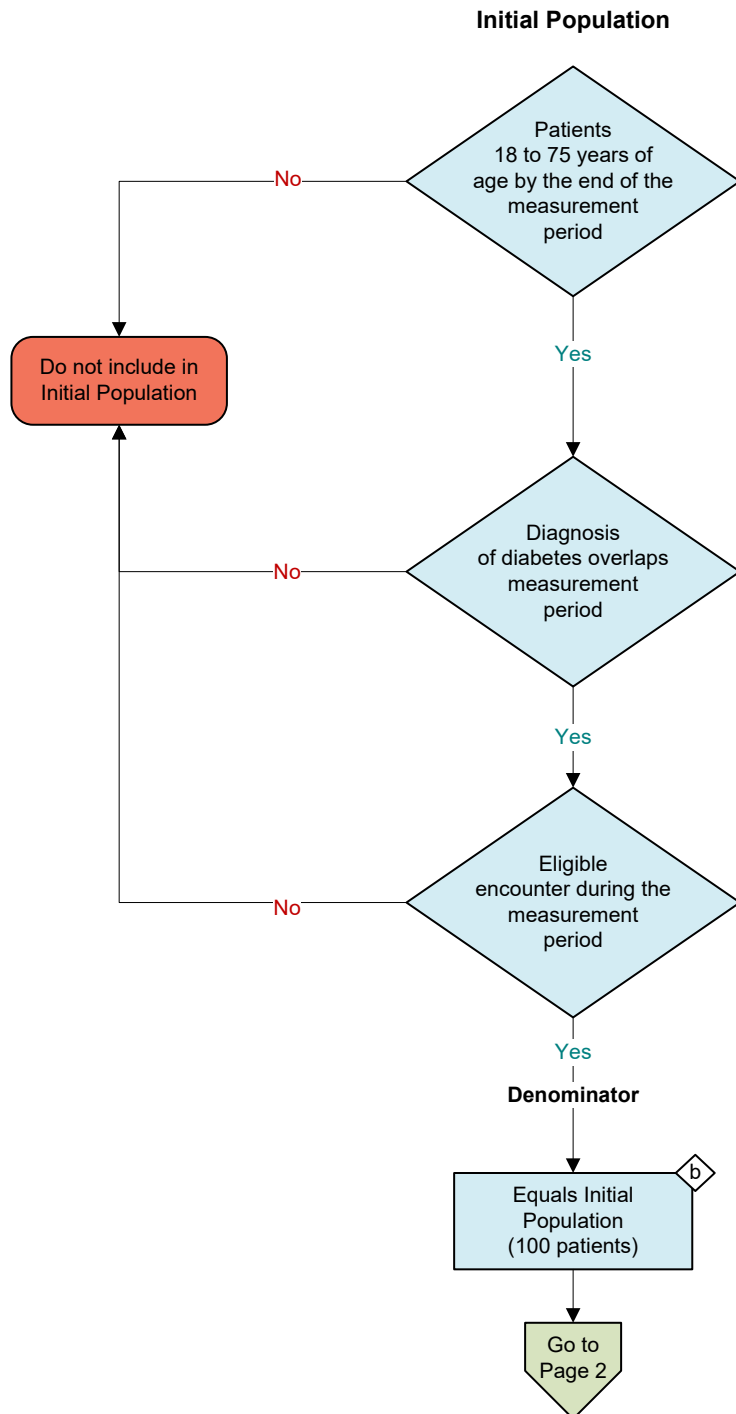 Initial Population
Patients
18 to 75 years of
age by the end of the
measurement
period
No
Yes
Do not include in
Initial Population
Diagnosis
of diabetes overlaps
measurement
period
No
Yes
Eligible
encounter during the
measurement
period
No
Yes
Denominator
b
Equals Initial
Population
(100 patients)
Go to
Page 2